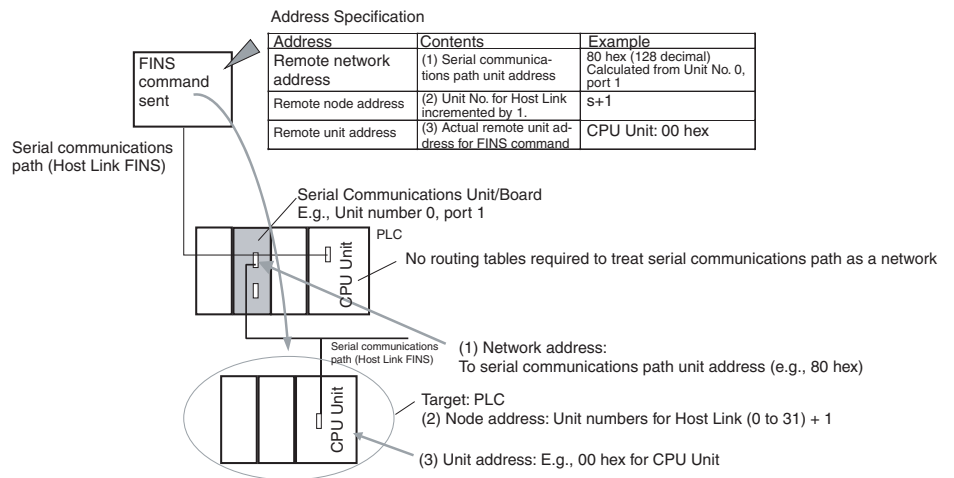 Address Specification
Address Contents Example
Remote network address
(1) Serial communica-
tions path unit address
80 hex (128 decimal)
Calculated from Unit No. 0,
port 1
Remote node address
(2) Unit No. for Host Link
incremented by 1.
s+1
Remote unit address
(3) Actual remote unit ad-
dress for FINS command
CPU Unit: 00 hex
FINS
command
sent
Serial communications
path (Host Link FINS)
Serial Communications Unit/Board
E.g., Unit number 0, port 1
PLC
CPU Unit
No routing tables required to treat serial communications path as a network
Serial communications
path (Host Link FINS)
(1) Network address:
To serial communications path unit address (e.g., 80 hex)
CPU Unit
Target: PLC
(2) Node address: Unit numbers for Host Link (0 to 31) + 1
(3) Unit address: E.g., 00 hex for CPU Unit